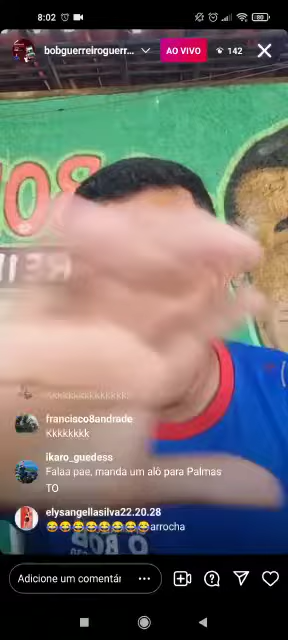 8:02
bobguerreiroguerr...
AO VIVO
142
francisco8andrade
Kkkkkkkk
ikaro_guedess
Falaa pae, manda um alô para Palmas
TO
elysangellasilva22.20.28
😂😂😂😂😂😂😂😂arrocha
Adicione um comentár